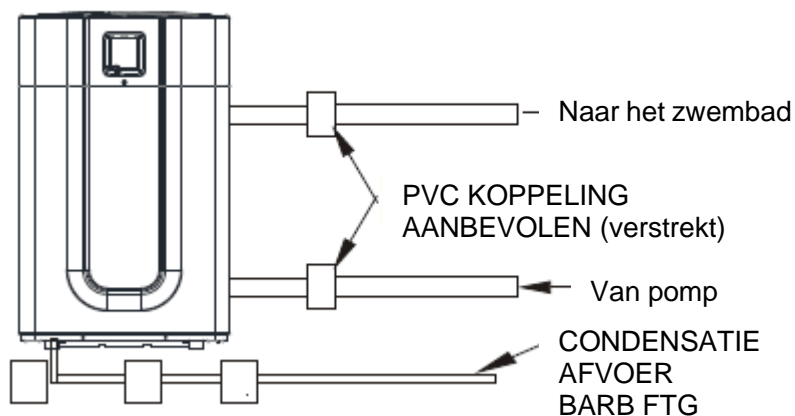 Naar het zwembad
PVC KOPPELING
AANBEVOLEN (verstrekt)
Van pomp
CONDENSATIE
AFVOER
BARB FTG